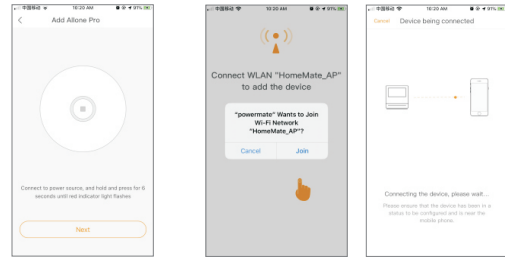 中国移动
10:20 AM
91%
Add Allone Pro
Connect to power source, and hold and press for 6
seconds until red indicator light flashes
Next
中国移动
10:20 AM
91%
Connect WLAN "HomeMate_AP"
to add the device
"powermate" Wants to Join
Wi-Fi Network
"HomeMate_AP"?
Cancel
Join
中国移动
10:20 AM
91%
Cancel
Device being connected
Connecting the device, please wait...
Please ensure that the device has been in a
status to be configured and is near the
mobile phone.